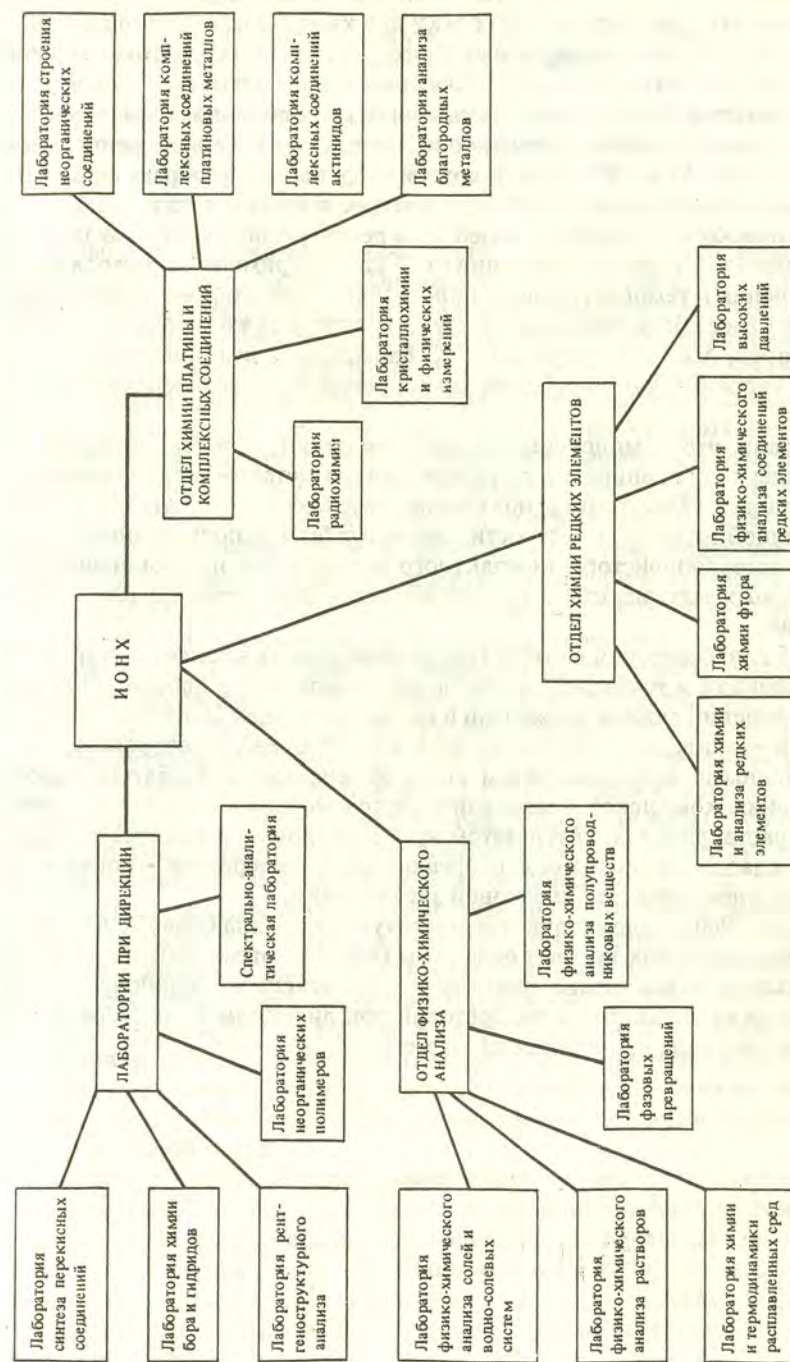 ИОНХ
ЛАБОРАТОРИИ ПРИ ДИРЕКЦИИ
Лаборатория
синтеза перекисных
соединений
Лаборатория химии
бора и гидридов
Лаборатория рент-
геноструктурного
анализа
Лаборатория
неорганических
полимеров
Спектрально-анали-
тическая лаборатория
ОТДЕЛ ХИМИИ ПЛАТИНЫ И
КОМПЛЕКСНЫХ СОЕДИНЕНИЙ
Лаборатория
радиохимии
Лаборатория
кристаллохимии
и физических
измерений
Лаборатория строения
неорганических
соединений
Лаборатория комп-
лексных соединений
платиновых металлов
Лаборатория комп-
лексных соединений
актинидов
Лаборатория анализа
благородных
металлов
ОТДЕЛ ФИЗИКО-ХИМИЧЕСКОГО
АНАЛИЗА
Лаборатория
физико-химического
анализа солей и
водно-солевых
систем
Лаборатория
физико-химического
анализа растворов
Лаборатория химии
и термодинамики
расплавленных сред
Лаборатория
фазовых
превращений
Лаборатория
физико-химического
анализа полупровод-
никовых веществ
ОТДЕЛ ХИМИИ РЕДКИХ ЭЛЕМЕНТОВ
Лаборатория химии
и анализа редких
элементов
Лаборатория
химии фтора
Лаборатория
физико-химического
анализа соединений
редких элементов
Лаборатория
высоких
давлений